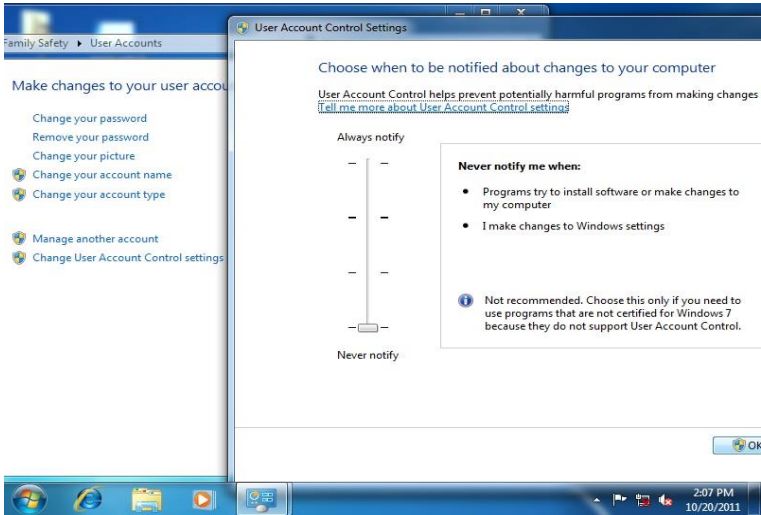 Family Safety ▸ User Accounts
Make changes to your user accou
Change your password
Remove your password
Change your picture
Change your account name
Change your account type
Manage another account
Change User Account Control settings
User Account Control Settings
Choose when to be notified about changes to your computer
User Account Control helps prevent potentially harmful programs from making changes
Tell me more about User Account Control settings
Always notify
Never notify
Never notify me when:
• Programs try to install software or make changes to
my computer
• I make changes to Windows settings
Not recommended. Choose this only if you need to
use programs that are not certified for Windows 7
because they do not support User Account Control.
OK
2:07 PM
10/20/2011